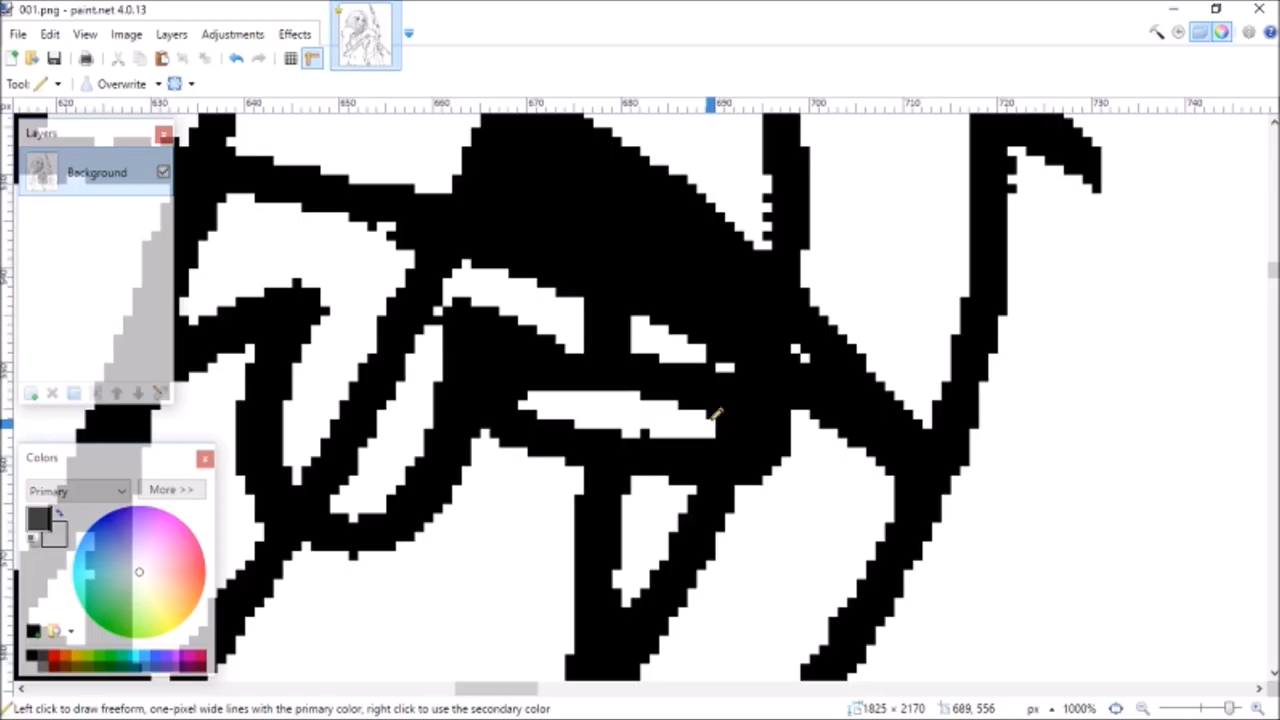 001.png - paint.net 4.0.13
File Edit View Image Layers Adjustments Effects
Tool: Overwrite
px 620 630 640 650 660 670 680 690 700 710 720 730 740
Layers
Background
Colors
Primary More >>
Left click to draw freeform, one-pixel wide lines with the primary color, right click to use the secondary color 1825 × 2170 689, 556 px 1000%